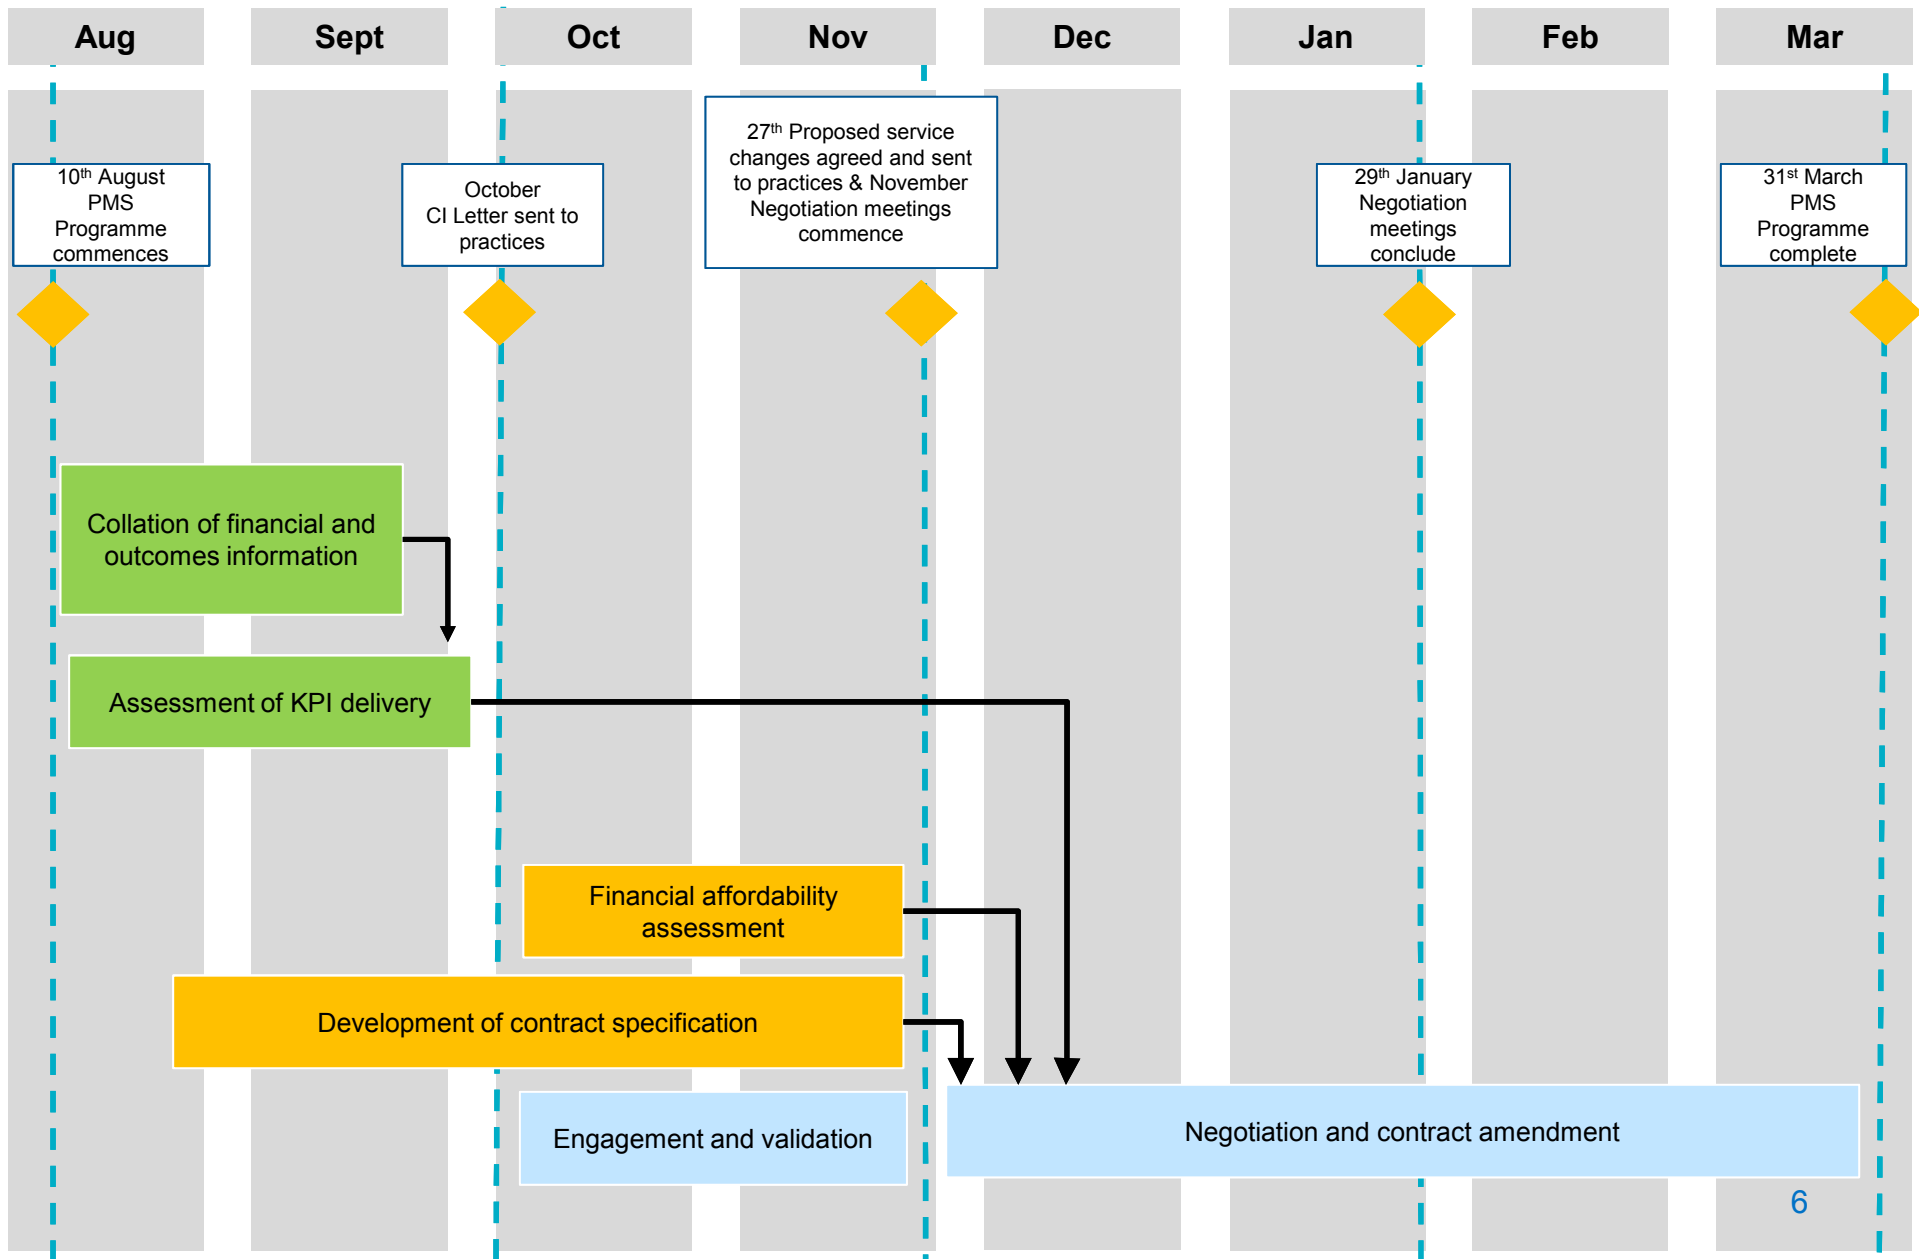 Aug Sept Oct Nov Dec Jan Feb Mar
10th August
PMS
Programme
commences
October
CI Letter sent to
practices
27th Proposed service
changes agreed and sent
to practices & November
Negotiation meetings
commence
29th January
Negotiation
meetings
conclude
31st March
PMS
Programme
complete
Collation of financial and
outcomes information
Assessment of KPI delivery
Financial affordability
assessment
Development of contract specification
Engagement and validation
Negotiation and contract amendment
6